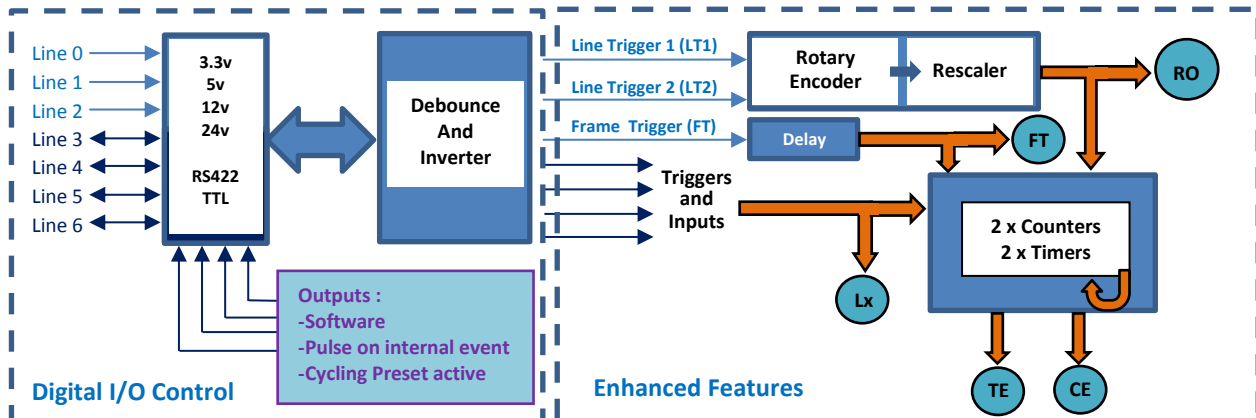 Line 0
Line 1
Line 2
Line 3
Line 4
Line 5
Line 6
3.3v
5v
12v
24v
RS422
TTL
Debounce
And
Inverter
Outputs :
-Software
-Pulse on internal event
-Cycling Preset active
Digital I/O Control
Line Trigger 1 (LT1)
Line Trigger 2 (LT2)
Frame Trigger (FT)
Rotary
Encoder
Rescaler
RO
Delay
FT
Triggers
and
Inputs
2 x Counters
2 x Timers
Lx
TE
CE
Enhanced Features